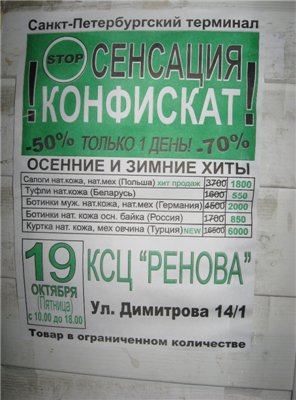 Санкт-Петербургский терминал
STOP СЕНСАЦИЯ
! КОНФИСКАТ !
-50% ТОЛЬКО 1 ДЕНЬ! -70%
ОСЕННИЕ И ЗИМНИЕ ХИТЫ
Сапоги нат.кожа, нат.мех (Польша) хит продаж 3700 1800
Туфли нат.кожа (Беларусь) 550
Ботинки муж. нат.кожа, нат.мех (Германия) 4500 2000
Ботинки нат. кожа осн. байка (Россия) 1700 850
Куртка нат. кожа, мех овчина (Турция) NEW 16500 6000
19
ОКТЯБРЯ
(Пятница)
с 10.00 до 18.00
КСЦ "РЕНОВА"
Ул. Димитрова 14/1
Товар в ограниченном количестве